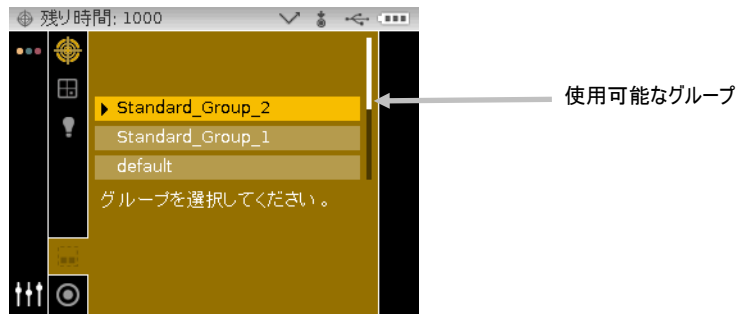 残り時間: 1000
Standard_Group_2
Standard_Group_1
default
グループを選択してください。
使用可能なグループ